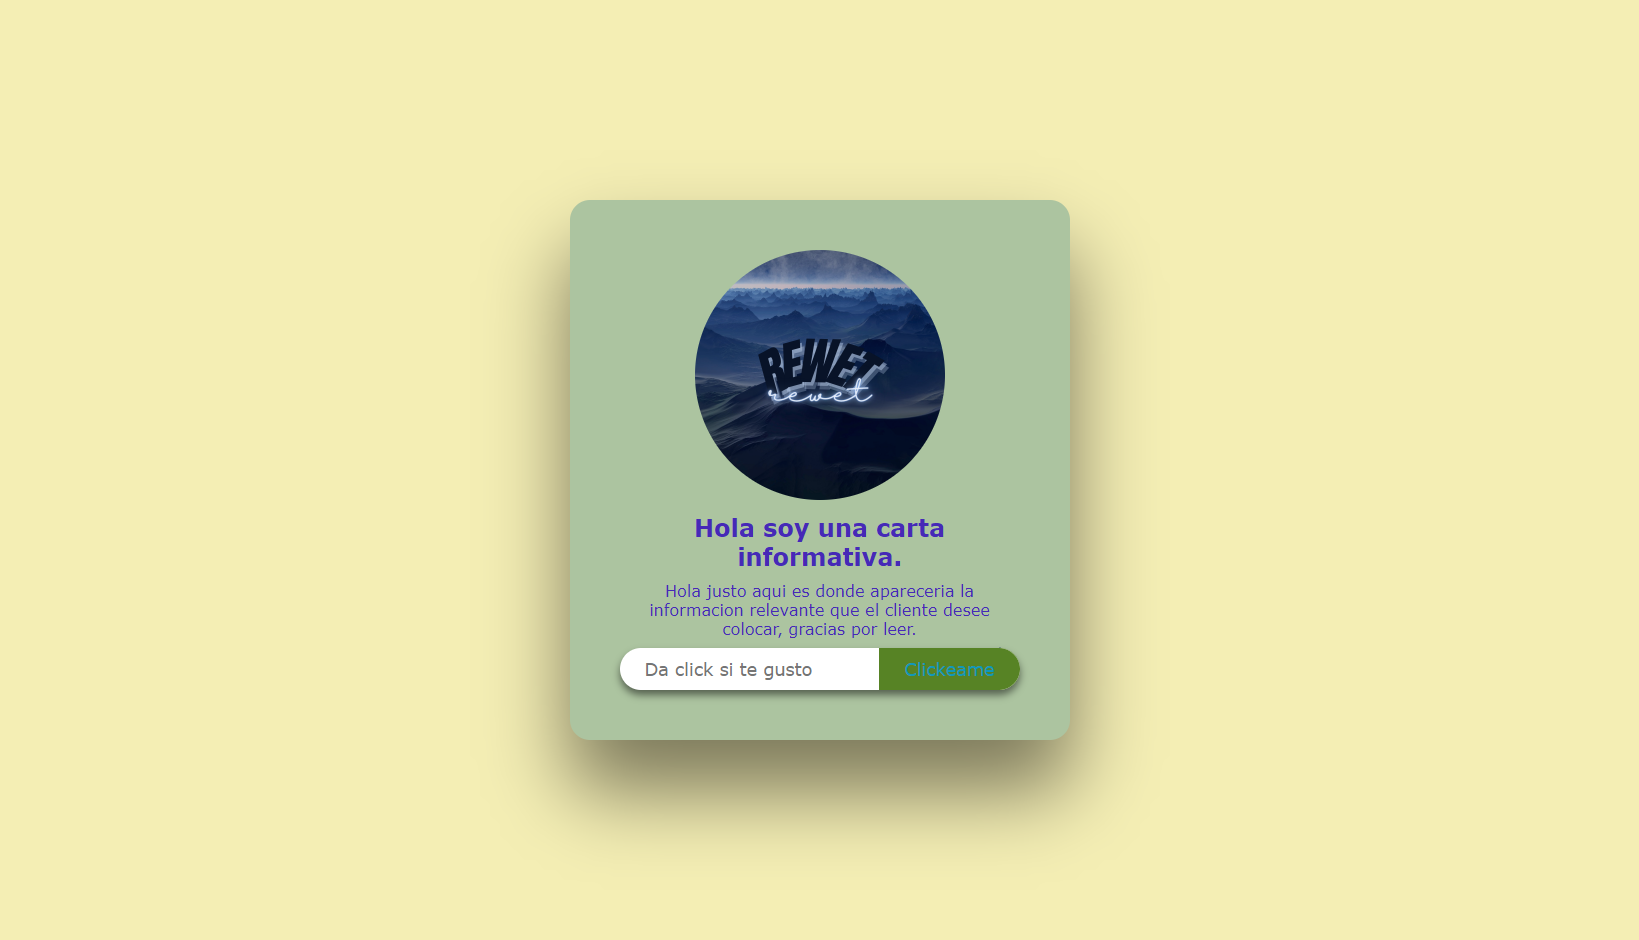 REWET
rewet
Hola soy una carta
informativa.
Hola justo aqui es donde apareceria la
informacion relevante que el cliente desee
colocar, gracias por leer.
Da click si te gusto
Clickeame